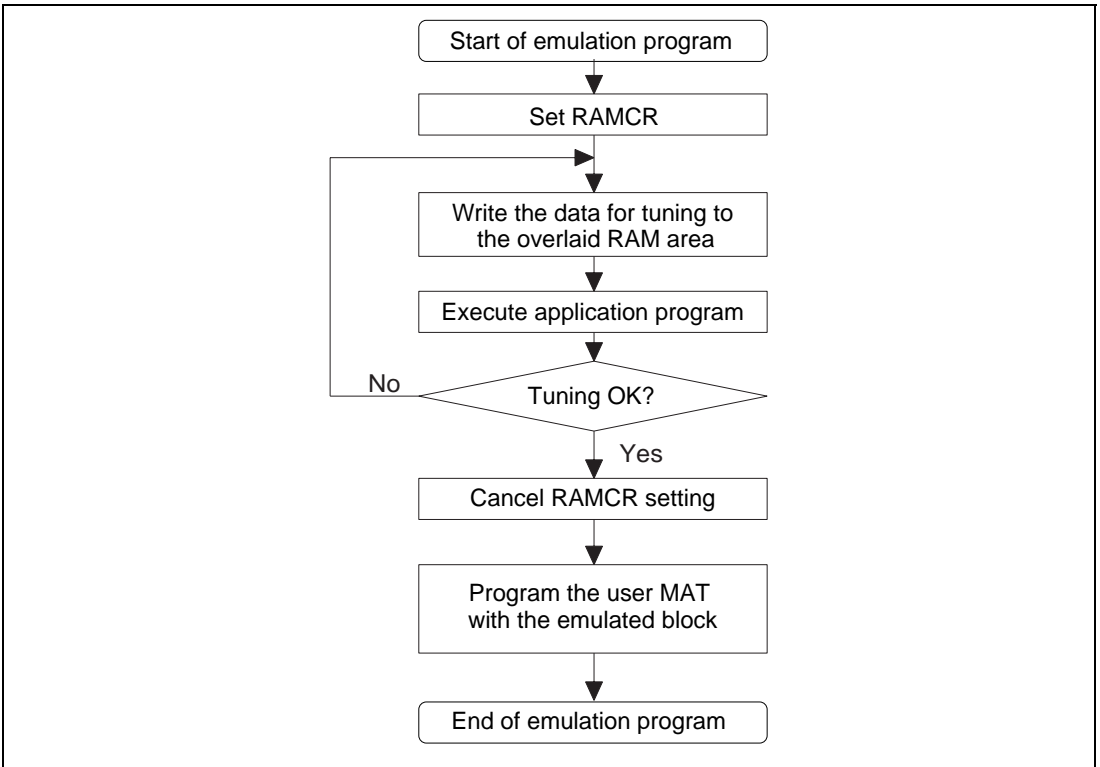 Start of emulation program
Set RAMCR
Write the data for tuning to
the overlaid RAM area
Execute application program
No
Tuning OK?
Yes
Cancel RAMCR setting
Program the user MAT
with the emulated block
End of emulation program